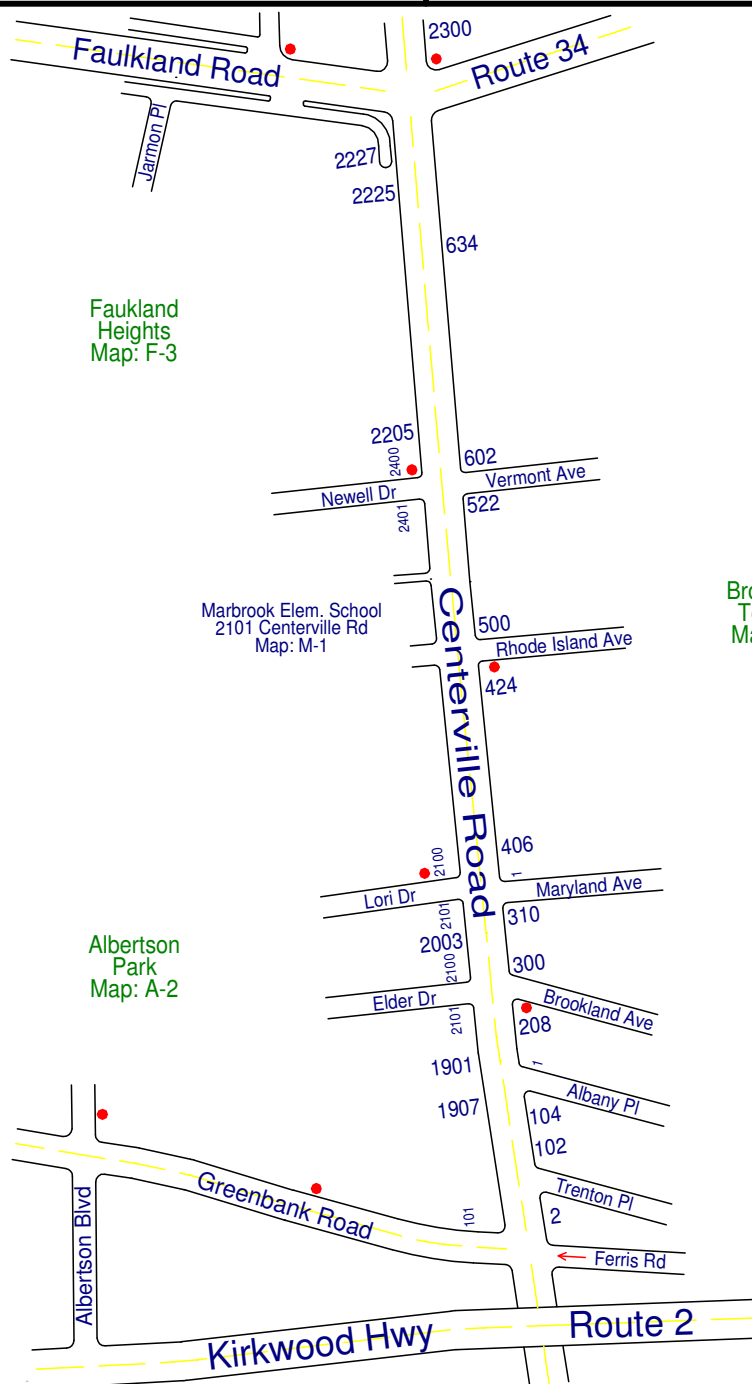 2300
Faulkland Road
Route 34
Jarmon Pl
2227
2225
634
Faukland
Heights
Map: F-3
2205
2400
602
Vermont Ave
Newell Dr
522
2401
Marbrook Elem. School
2101 Centerville Rd
Map: M-1
Centerville Road
500
Rhode Island Ave
424
406
2100
1
Maryland Ave
Lori Dr
2101
310
2003
2100
300
Albertson
Park
Map: A-2
Elder Dr
2101
Brookland Ave
208
1901
1
Albany Pl
1907
104
102
Trenton Pl
Greenbank Road
101
2
Albertson Blvd
Ferris Rd
Kirkwood Hwy
Route 2